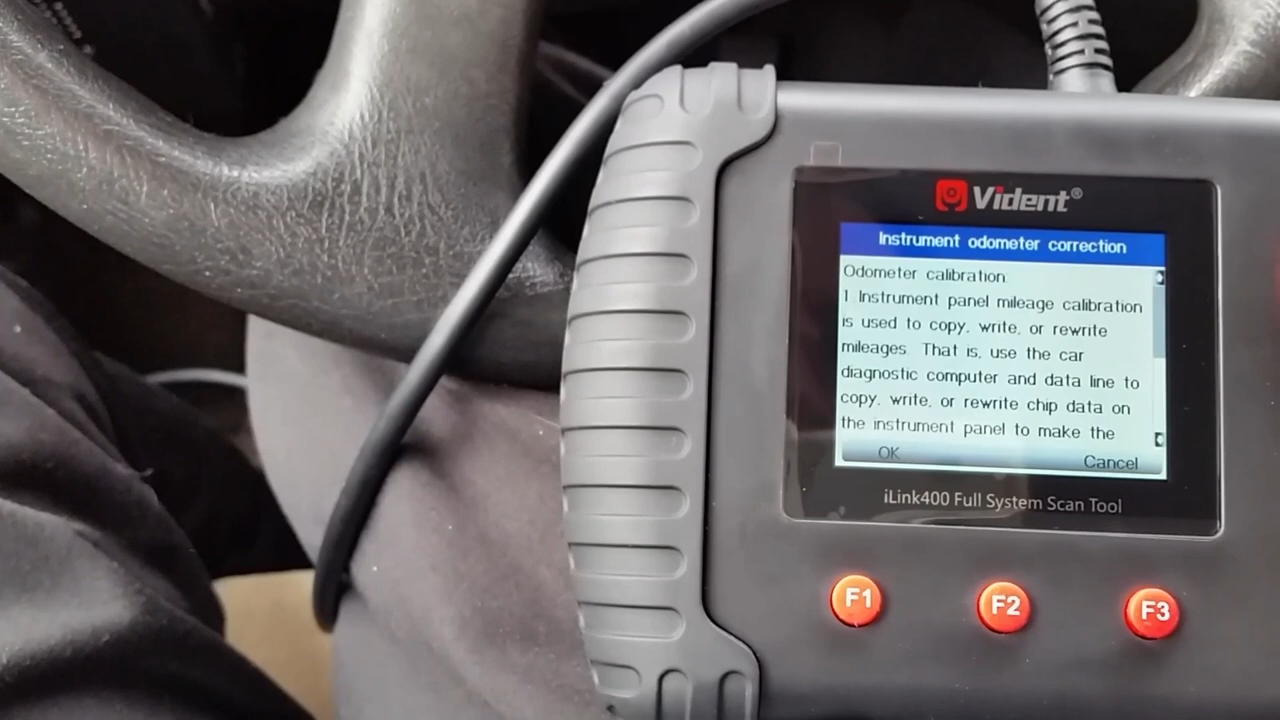 Vident®
Instrument odometer correction
Odometer calibration:
1. Instrument panel mileage calibration
is used to copy, write, or rewrite
mileages. That is, use the car
diagnostic computer and data line to
copy, write, or rewrite chip data on
the instrument panel to make the
OK Cancel
iLink400 Full System Scan Tool
F1 F2 F3